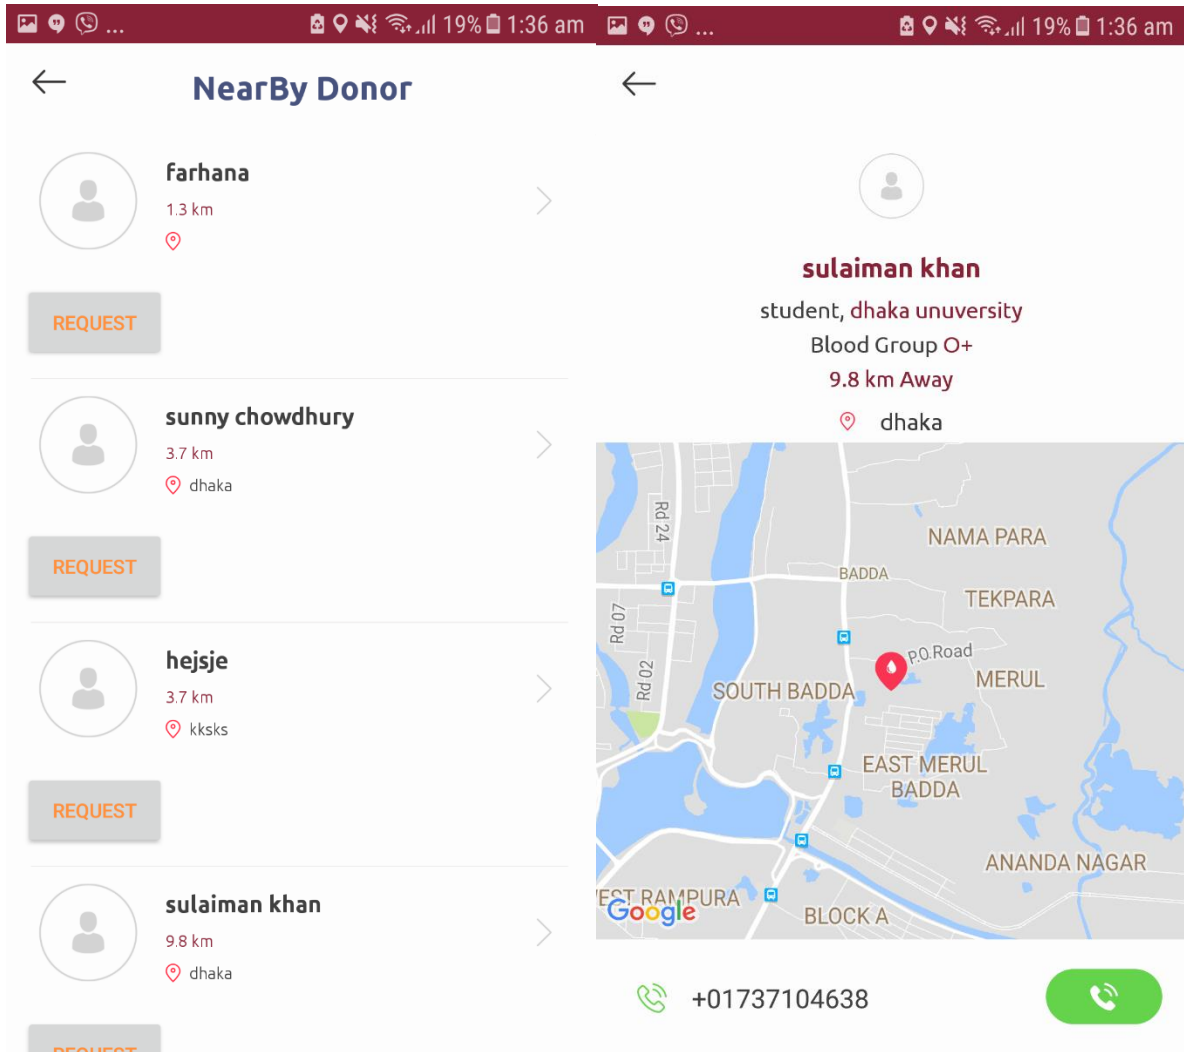 ... 19% 1:36 am
NearBy Donor
farhana
1.3 km
REQUEST
sunny chowdhury
3.7 km
dhaka
REQUEST
hejsje
3.7 km
kksks
REQUEST
sulaiman khan
9.8 km
dhaka
REQUEST
... 19% 1:36 am
sulaiman khan
student, dhaka unuversity
Blood Group O+
9.8 km Away
dhaka
Rd 24
NAMA PARA
BADDA
TEKPARA
Rd 07
P.O.Road
Rd 02
SOUTH BADDA
MERUL
EAST MERUL
BADDA
ANANDA NAGAR
EST RAMPURA
Google
BLOCK A
+01737104638